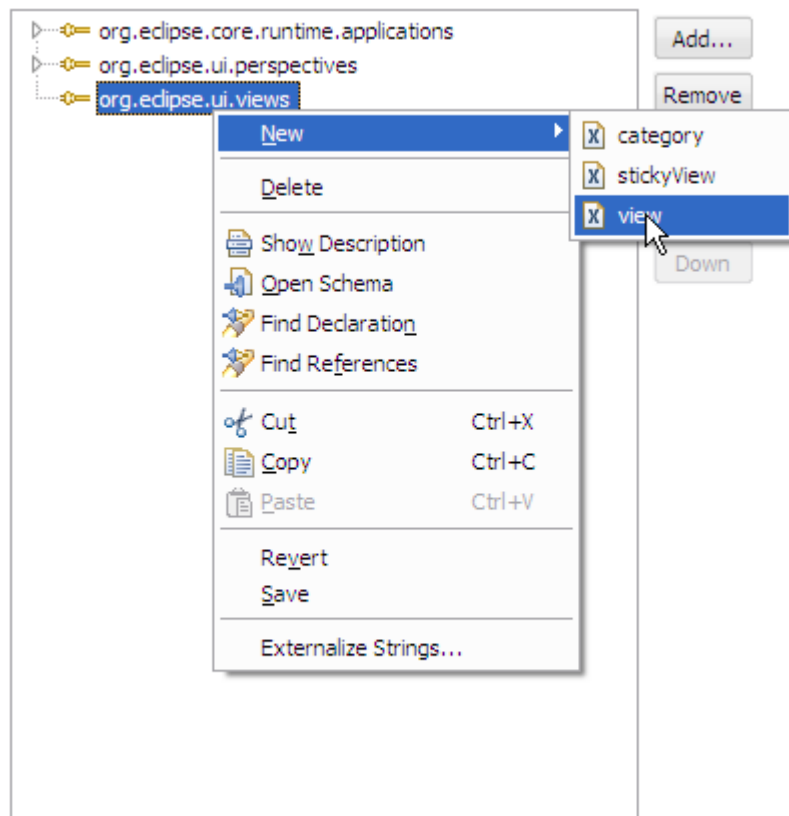 org.eclipse.core.runtime.applications
org.eclipse.ui.perspectives
org.eclipse.ui.views
Add...
Remove
Down
New
Delete
Show Description
Open Schema
Find Declaration
Find References
Cut Ctrl+X
Copy Ctrl+C
Paste Ctrl+V
Revert
Save
Externalize Strings...
category
stickyView
view